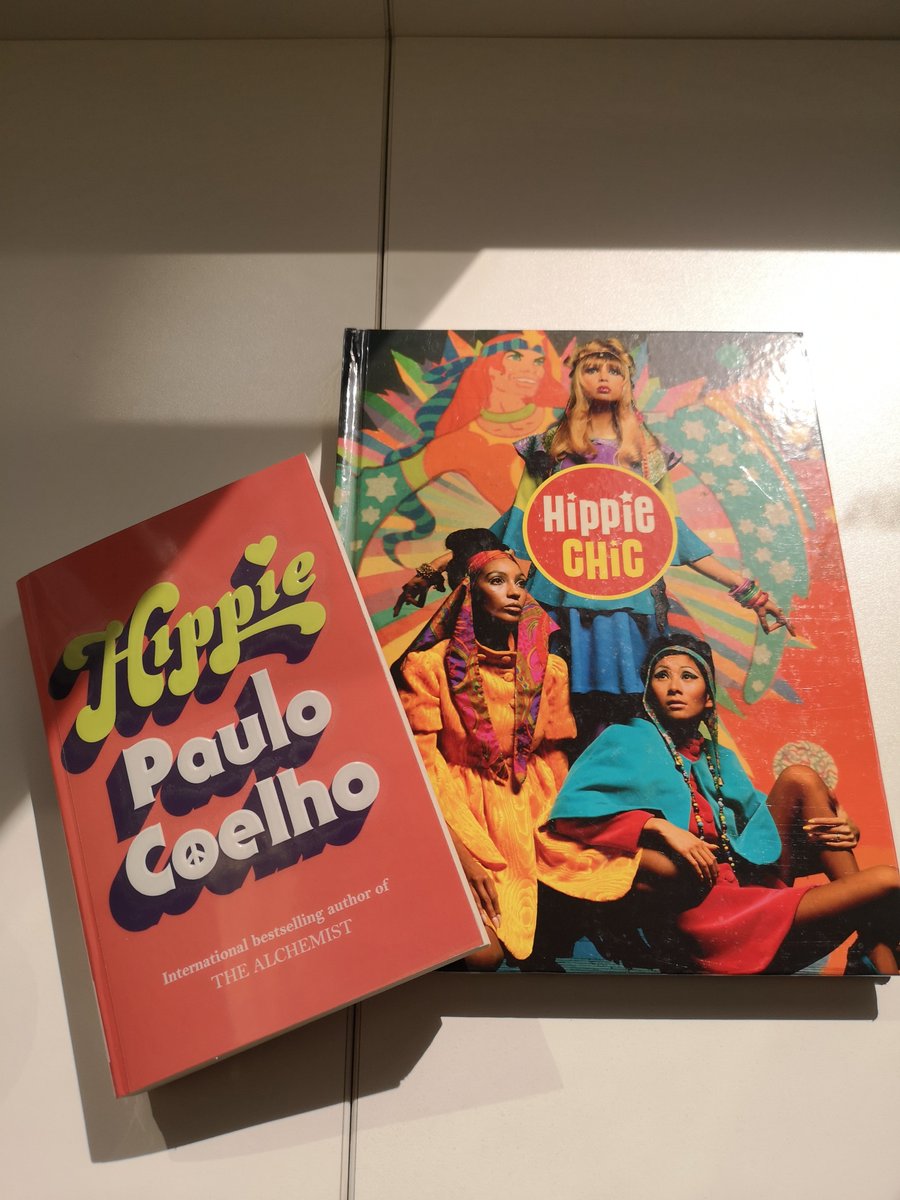 Hippie
Paulo
Coelho
International bestselling author of
THE ALCHEMIST
Hippie
CHiC